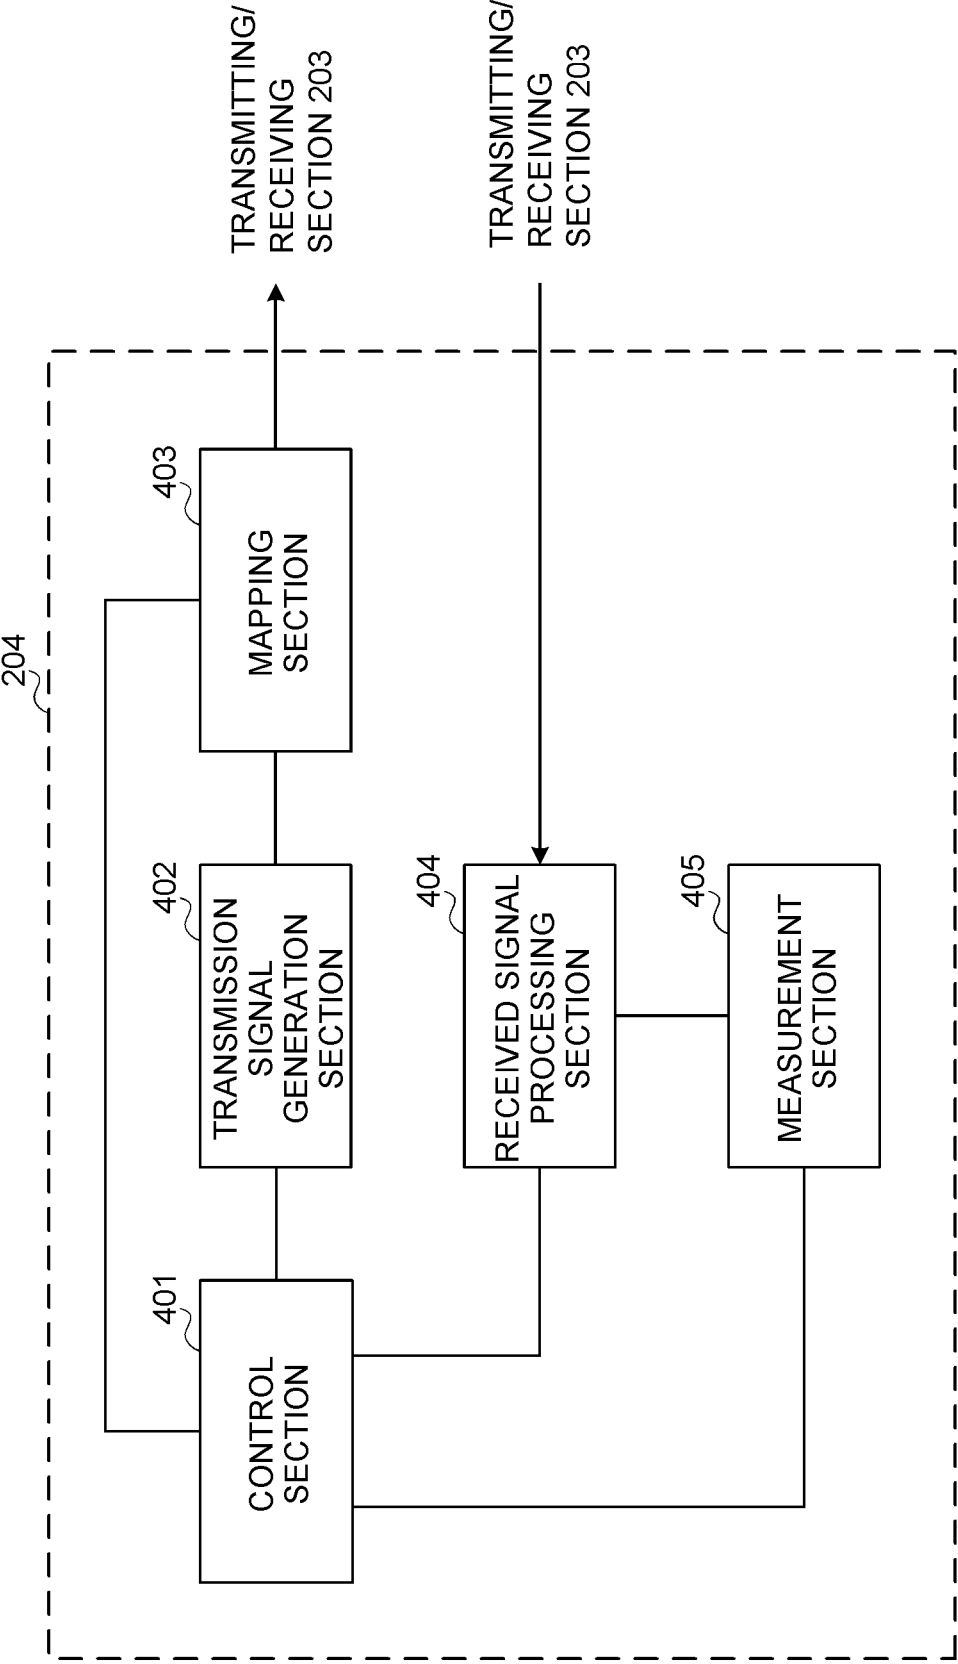 204
401
CONTROL
SECTION
402
TRANSMISSION
SIGNAL
GENERATION
SECTION
403
MAPPING
SECTION
TRANSMITTING/
RECEIVING
SECTION 203
404
RECEIVED SIGNAL
PROCESSING
SECTION
TRANSMITTING/
RECEIVING
SECTION 203
405
MEASUREMENT
SECTION